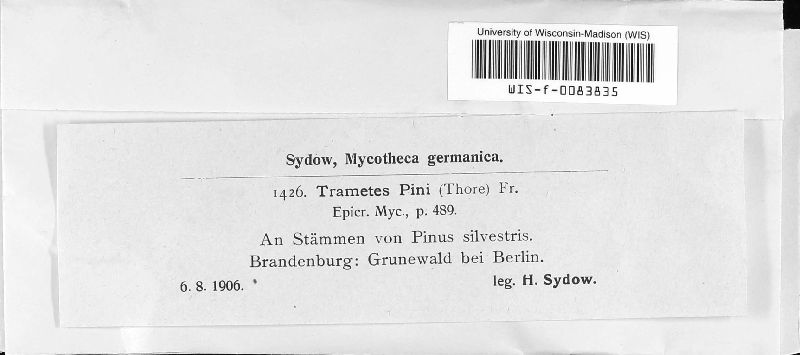 University of Wisconsin-Madison (WIS)
WIS-f-0083835
Sydow, Mycotheca germanica.
1426. Trametes Pini (Thore) Fr.
Epicr. Myc., p. 489.
An Stämmen von Pinus silvestris.
Brandenburg: Grunewald bei Berlin.
6. 8. 1906. leg. H. Sydow.